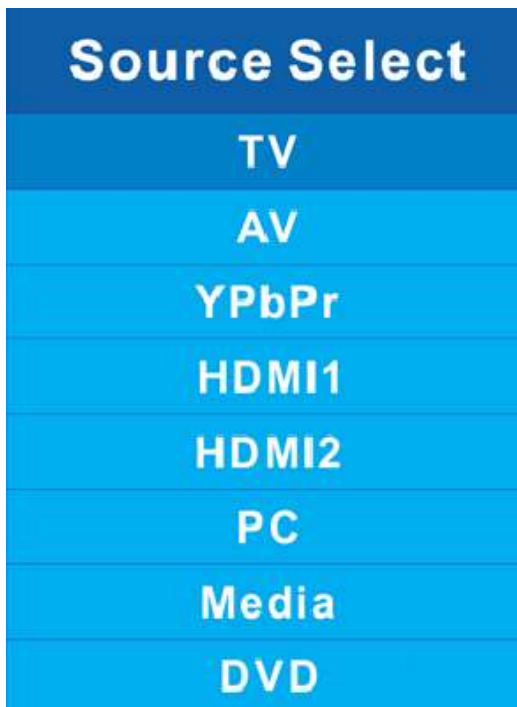 Source Select
TV
AV
YPbPr
HDMI1
HDMI2
PC
Media
DVD